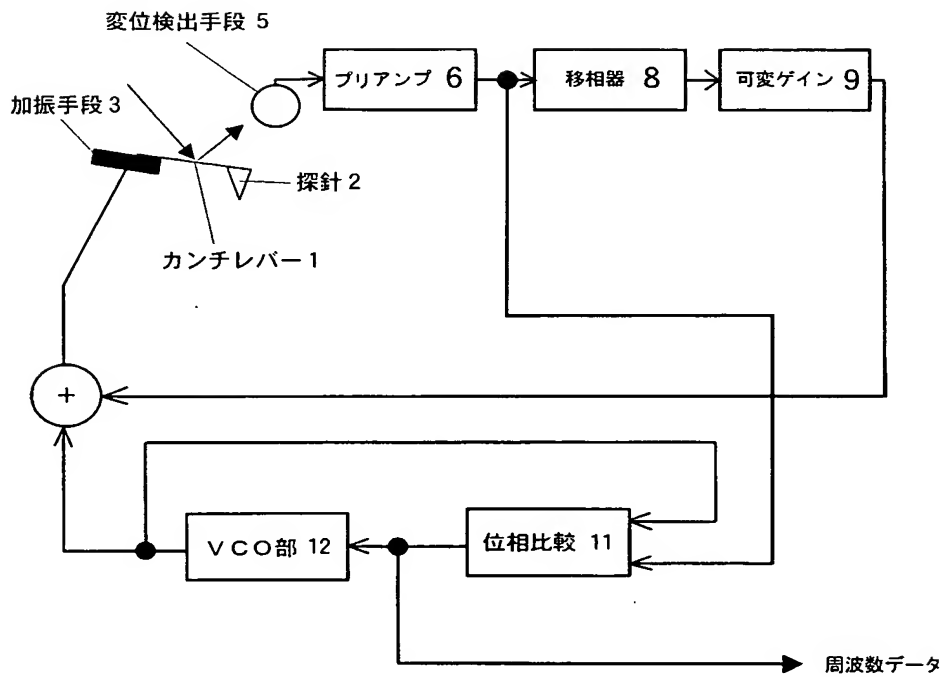 変位検出手段 5
プリアンプ 6
移相器 8
可変ゲイン 9
加振手段 3
探針 2
カンチレバー 1
+
VCO部 12
位相比較 11
周波数データ